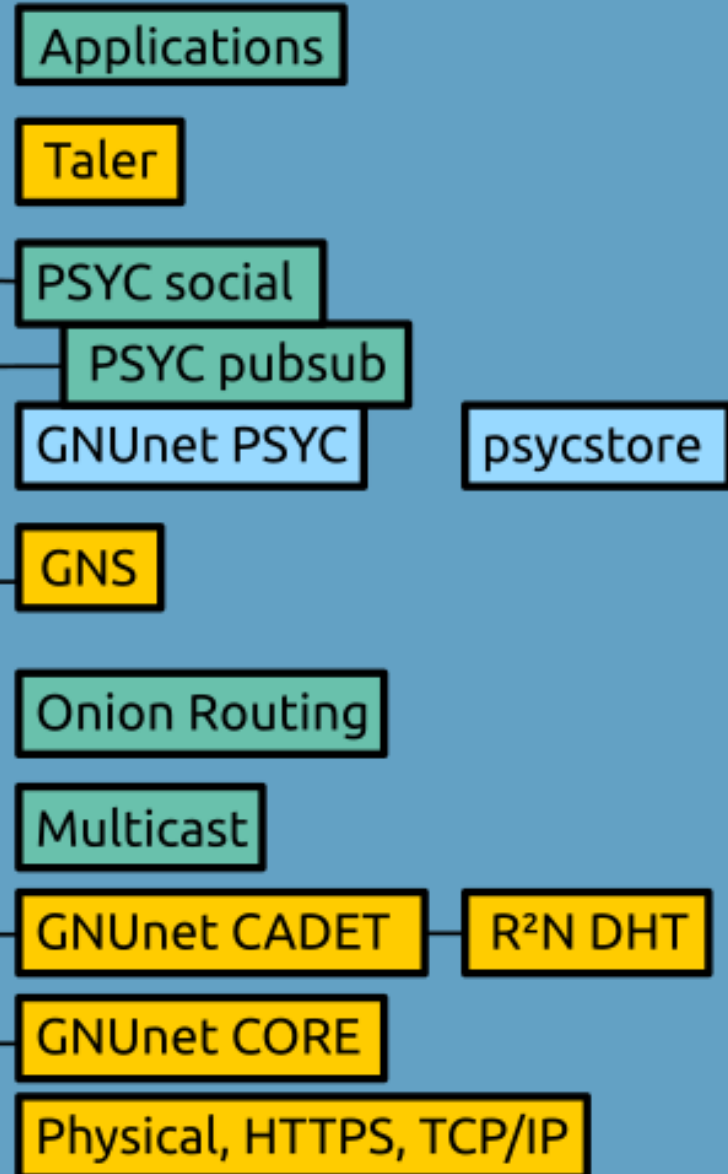 Applications
Taler
PSYC social
PSYC pubsub
GNUnet PSYC
psycstore
GNS
Onion Routing
Multicast
GNUnet CADET
R²N DHT
GNUnet CORE
Physical, HTTPS, TCP/IP